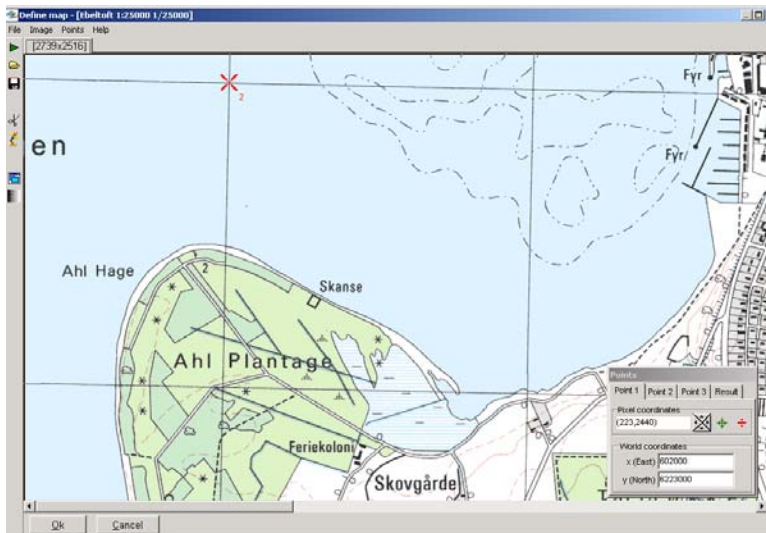 Define map - [Ebeltoft 1:25000 1/25000]
File Image Points Help
[2739x2516]
2
Fyr
en
Fyr
Ahl Hage
2
Skanse
Ahl Plantage
Feriekoloni
Skovgårde
Points
Point 1 Point 2 Point 3 Result
Pixel coordinates
(223,2440)
World coordinates
x (East) 602000
y (North) 6223000
Ok Cancel